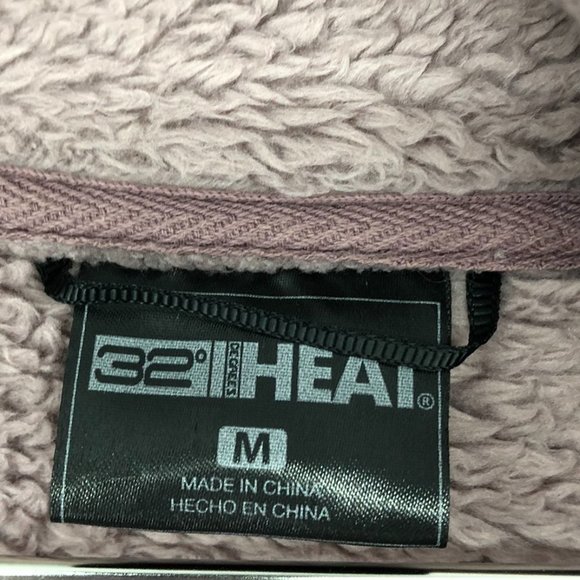 32° DEGREES HEAT®
M
MADE IN CHINA
HECHO EN CHINA